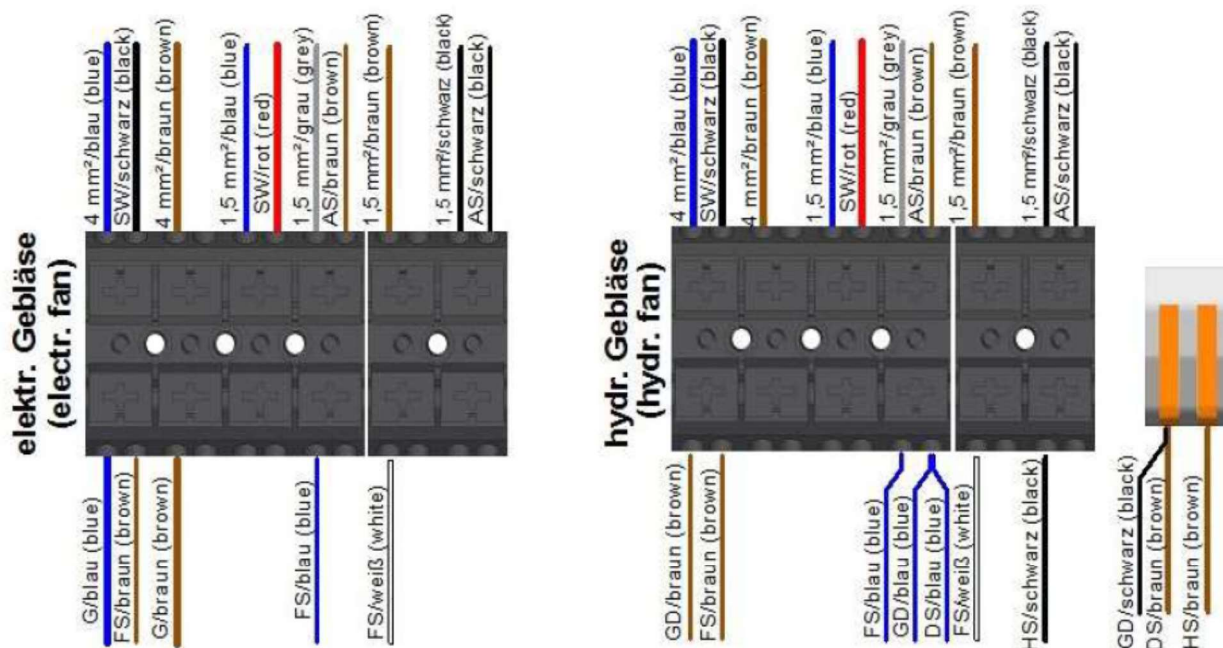 elektr. Gebläse
(electr. fan)
4 mm²/blau (blue)
SW/schwarz (black)
4 mm²/braun (brown)
1,5 mm²/blau (blue)
SW/rot (red)
1,5 mm²/grau (grey)
AS/braun (brown)
1,5 mm²/braun (brown)
1,5 mm²/schwarz (black)
AS/schwarz (black)
G/blau (blue)
FS/braun (brown)
G/braun (brown)
FS/blau (blue)
FS/weiß (white)
hydr. Gebläse
(hydr. fan)
4 mm²/blau (blue)
SW/schwarz (black)
4 mm²/braun (brown)
1,5 mm²/blau (blue)
SW/rot (red)
1,5 mm²/grau (grey)
AS/braun (brown)
1,5 mm²/braun (brown)
1,5 mm²/schwarz (black)
AS/schwarz (black)
GD/braun (brown)
FS/braun (brown)
FS/blau (blue)
GD/blau (blue)
DS/blau (blue)
FS/weiß (white)
HS/schwarz (black)
GD/schwarz (black)
DS/braun (brown)
HS/braun (brown)